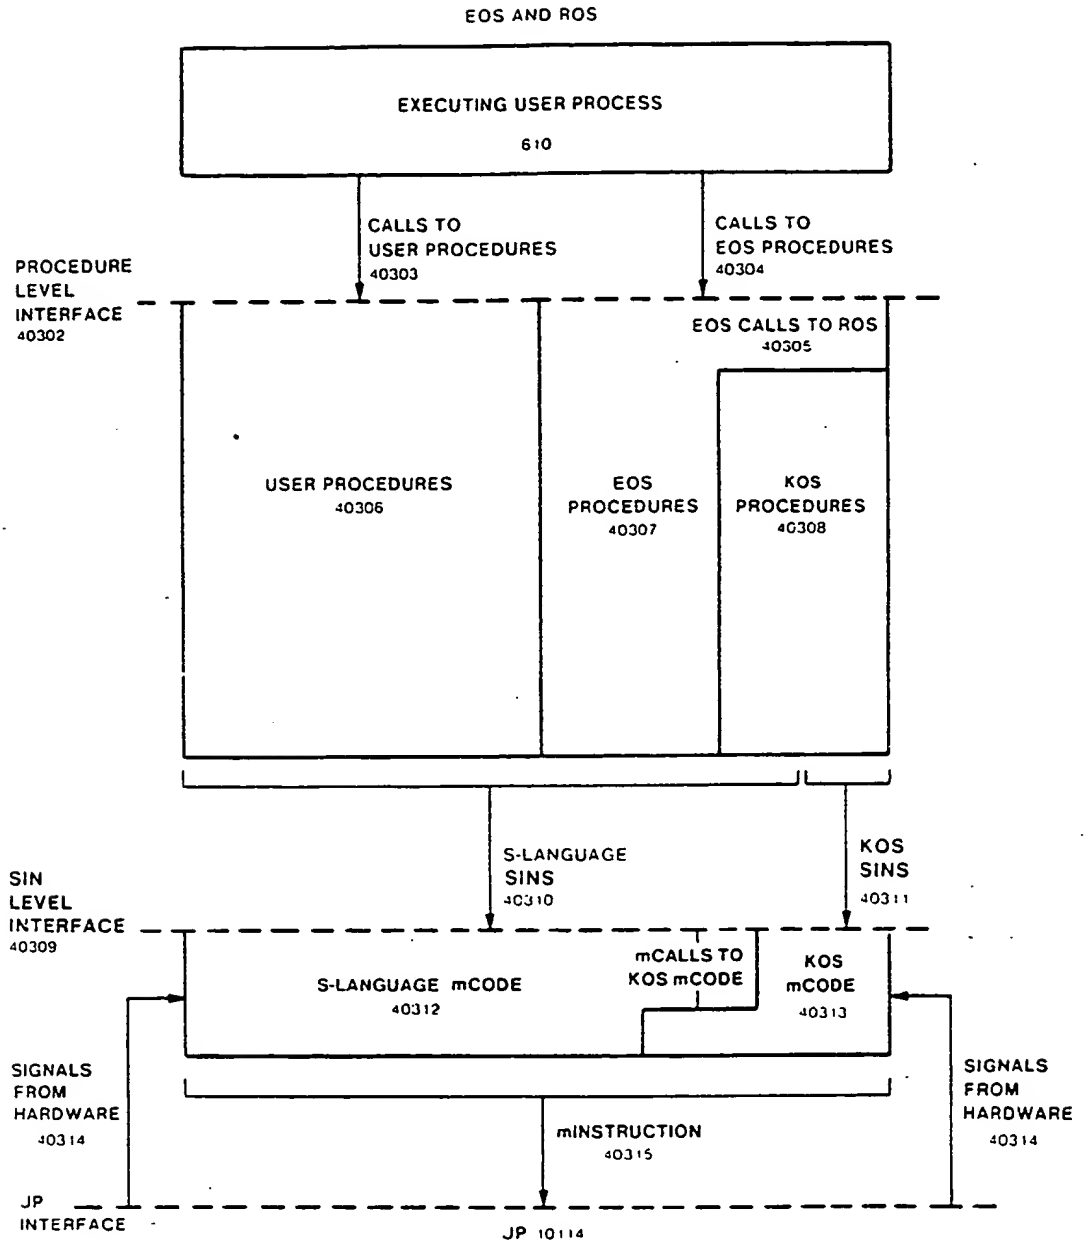 EOS AND ROS
EXECUTING USER PROCESS
610
CALLS TO
USER PROCEDURES
40303
CALLS TO
EOS PROCEDURES
40304
PROCEDURE
LEVEL
INTERFACE
40302
EOS CALLS TO ROS
40305
USER PROCEDURES
40306
EOS
PROCEDURES
40307
KOS
PROCEDURES
40308
S-LANGUAGE
SINS
40310
KOS
SINS
40311
SIN
LEVEL
INTERFACE
40309
S-LANGUAGE mCODE
40312
mCALLS TO
KOS mCODE
KOS
mCODE
40313
SIGNALS
FROM
HARDWARE
40314
SIGNALS
FROM
HARDWARE
40314
mINSTRUCTION
40315
JP
INTERFACE
JP 10114